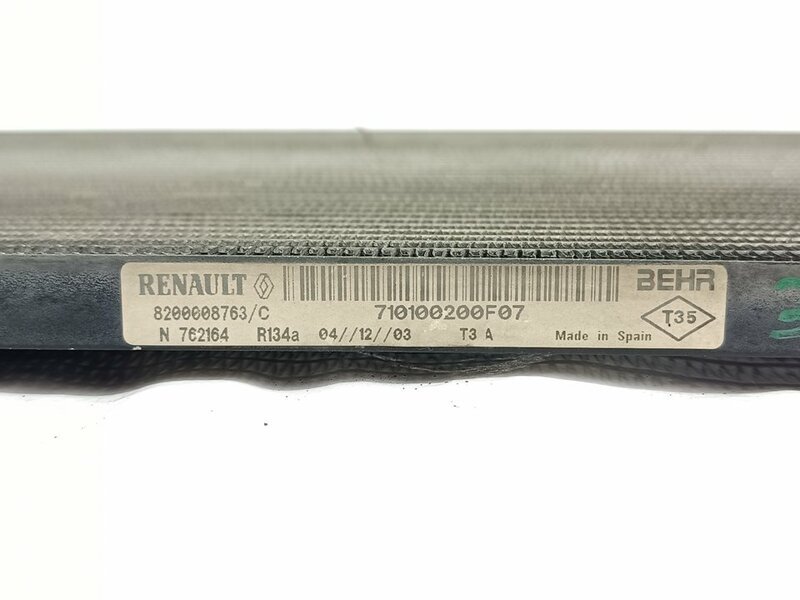 RENAULT BEHR
8200008763/C 710100200F07 T35
N 762164 R134a 04//12//03 T3 A Made in Spain